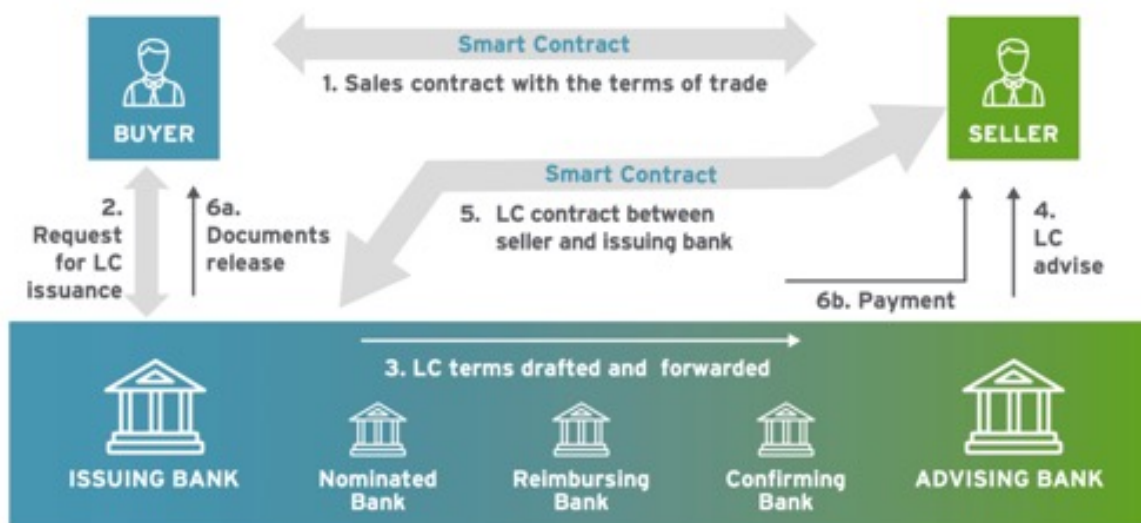 Smart Contract
1. Sales contract with the terms of trade
BUYER
SELLER
2.
Request
for LC
issuance
6a.
Documents
release
Smart Contract
5. LC contract between
seller and issuing bank
4.
LC
advise
6b. Payment
3. LC terms drafted and forwarded
ISSUING BANK
Nominated
Bank
Reimbursing
Bank
Confirming
Bank
ADVISING BANK